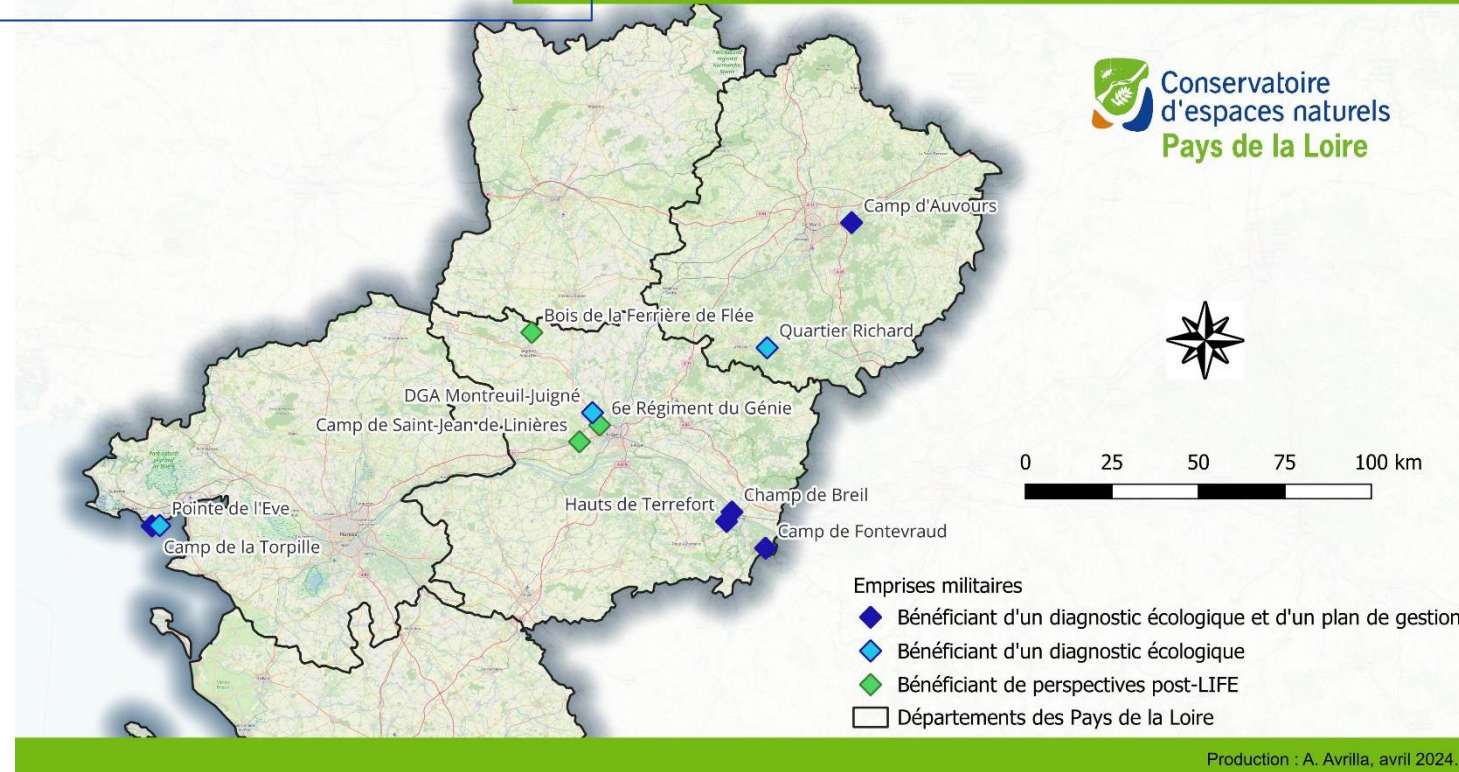 Conservatoire
d'espaces naturels
Pays de la Loire
Camp d'Auvours
Bois de la Ferrière de Flée
Quartier Richard
DGA Montreuil-Juigné
6e Régiment du Génie
Camp de Saint-Jean de Linières
Hauts de Terrefort
Champ de Breil
Camp de Fontevraud
Pointe de l'Eve
Camp de la Torpille
Nantes
0 25 50 75 100 km
Emprises militaires
Bénéficiant d'un diagnostic écologique et d'un plan de gestion
Bénéficiant d'un diagnostic écologique
Bénéficiant de perspectives post-LIFE
Départements des Pays de la Loire
Production : A. Avrilla, avril 2024.